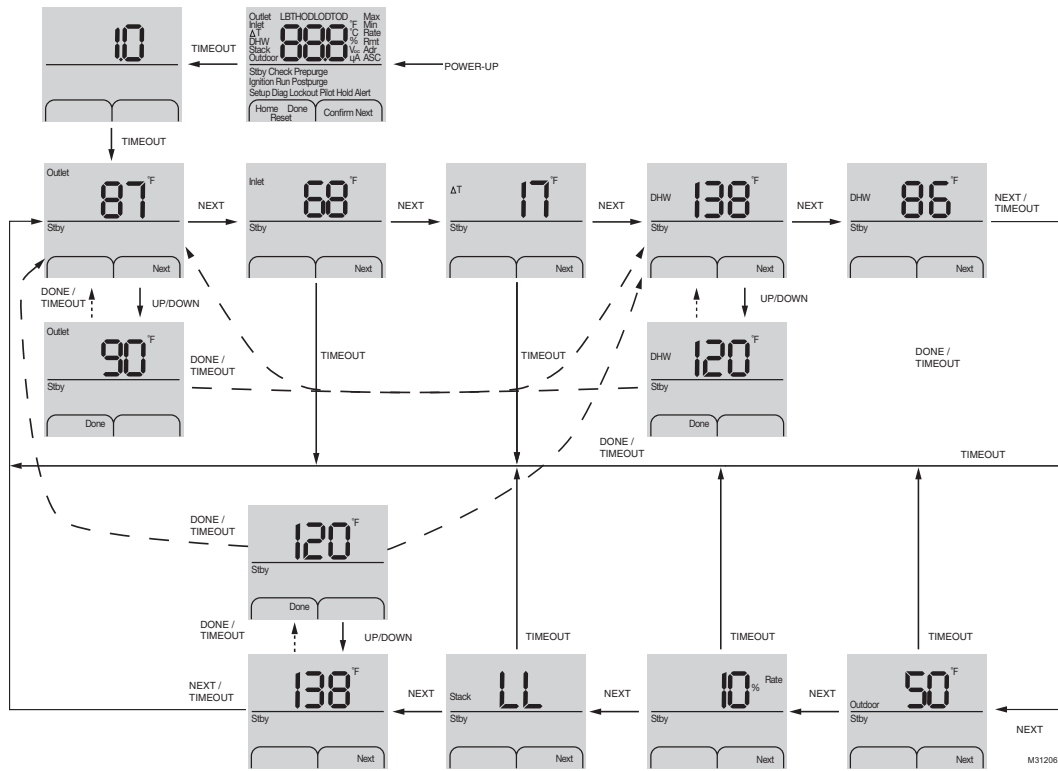 1.0
TIMEOUT
Outlet LBTHODLODTOD Max
Inlet °F Min
ΔT 88.8 °C Rate
DHW % Rmt
Stack Vdc Adr
Outdoor µA ASC
Stby Check Prepurge
Ignition Run Postpurge
Setup Diag Lockout Pilot Hold Alert
Home Done Confirm Next
Reset
POWER-UP
TIMEOUT
Outlet 87 °F
Stby
Next
NEXT
Inlet 68 °F
Stby
Next
NEXT
ΔT 17 °F
Stby
Next
NEXT
DHW 138 °F
Stby
Next
NEXT
DHW 86 °F
Stby
Next
NEXT /
TIMEOUT
DONE /
TIMEOUT
UP/DOWN
Outlet 90 °F
Stby
Done
DONE /
TIMEOUT
TIMEOUT
TIMEOUT
UP/DOWN
DHW 120 °F
Stby
Done
DONE /
TIMEOUT
DONE /
TIMEOUT
TIMEOUT
DONE /
TIMEOUT
120 °F
Stby
Done
DONE /
TIMEOUT
UP/DOWN
TIMEOUT
TIMEOUT
TIMEOUT
NEXT /
TIMEOUT
138 °F
Stby
Next
NEXT
Stack LL
Stby
Next
NEXT
10 % Rate
Stby
Next
NEXT
Outdoor 50 °F
Stby
Next
NEXT
M31208